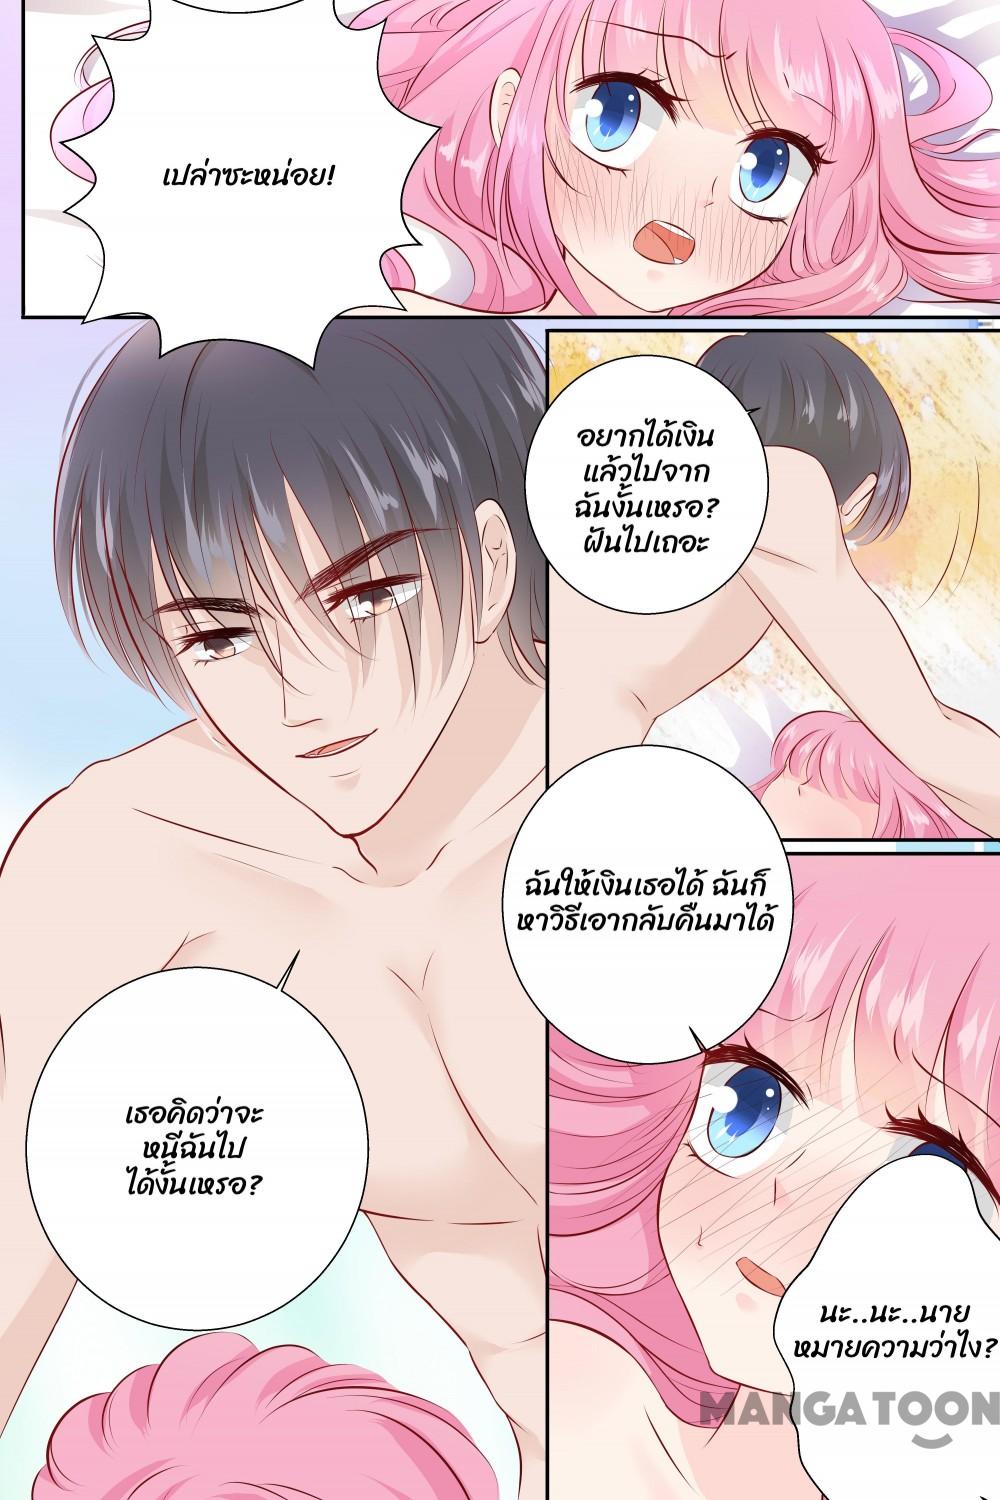 เปล่าซะหน่อย!
อยากได้เงิน
แล้วไปจาก
ฉันงั้นเหรอ?
ฝันไปเถอะ
ฉันให้เงินเธอได้ ฉันก็
หาวิธีเอากลับคืนมาได้
เธอคิดว่าจะ
หนีฉันไป
ได้งั้นเหรอ?
นะ..นะ..นาย
หมายความว่าไง?
MANGATOON